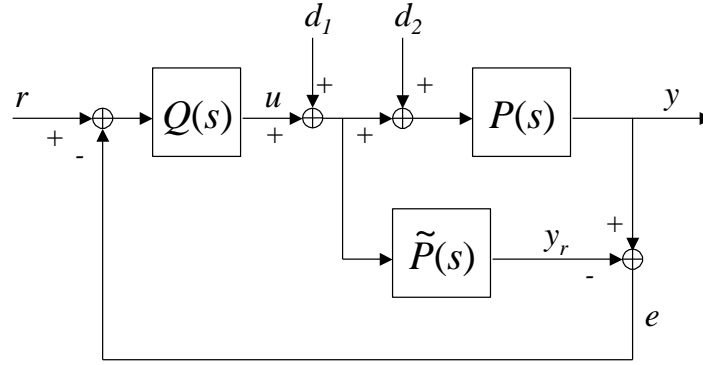 d₁ d₂
+ +
r Q(s) u P(s) y
+ - + +
P̃(s) yᵣ + -
e